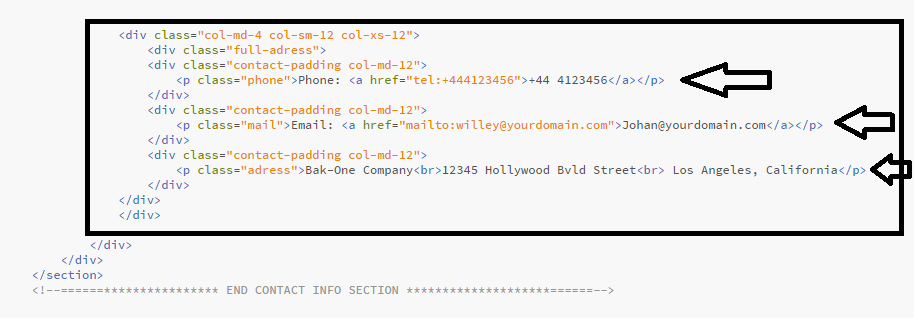 <div class="col-md-4 col-sm-12 col-xs-12">
<div class="full-adress">
<div class="contact-padding col-md-12">
<p class="phone">Phone: <a href="tel:+444123456">+44 4123456</a></p>
</div>
<div class="contact-padding col-md-12">
<p class="mail">Email: <a href="mailto:willey@yourdomain.com">Johan@yourdomain.com</a></p>
</div>
<div class="contact-padding col-md-12">
<p class="adress">Bak-One Company<br>12345 Hollywood Bvld Street<br> Los Angeles, California</p>
</div>
</div>
</div>
</div>
</div>
</section>
<!--======**************** END CONTACT INFO SECTION ********************======-->